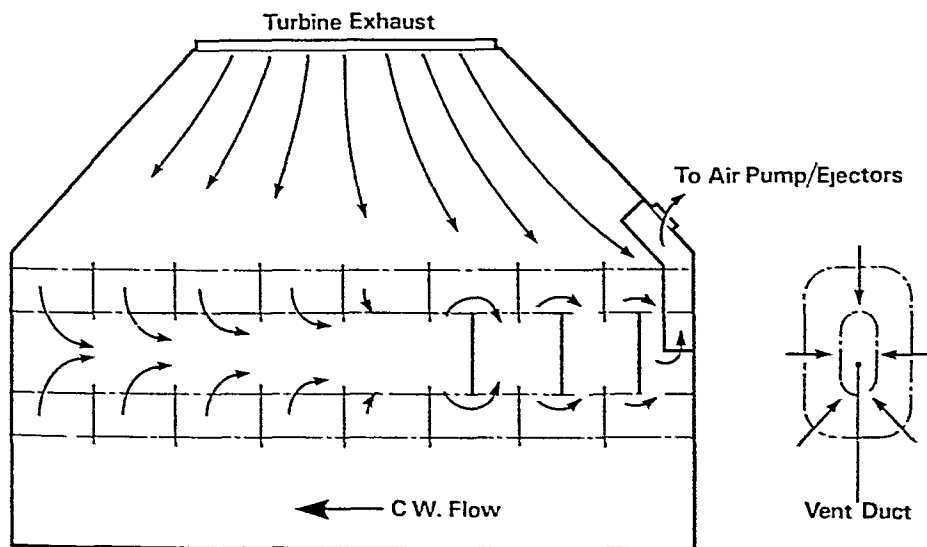 Turbine Exhaust
To Air Pump/Ejectors
C W. Flow
Vent Duct